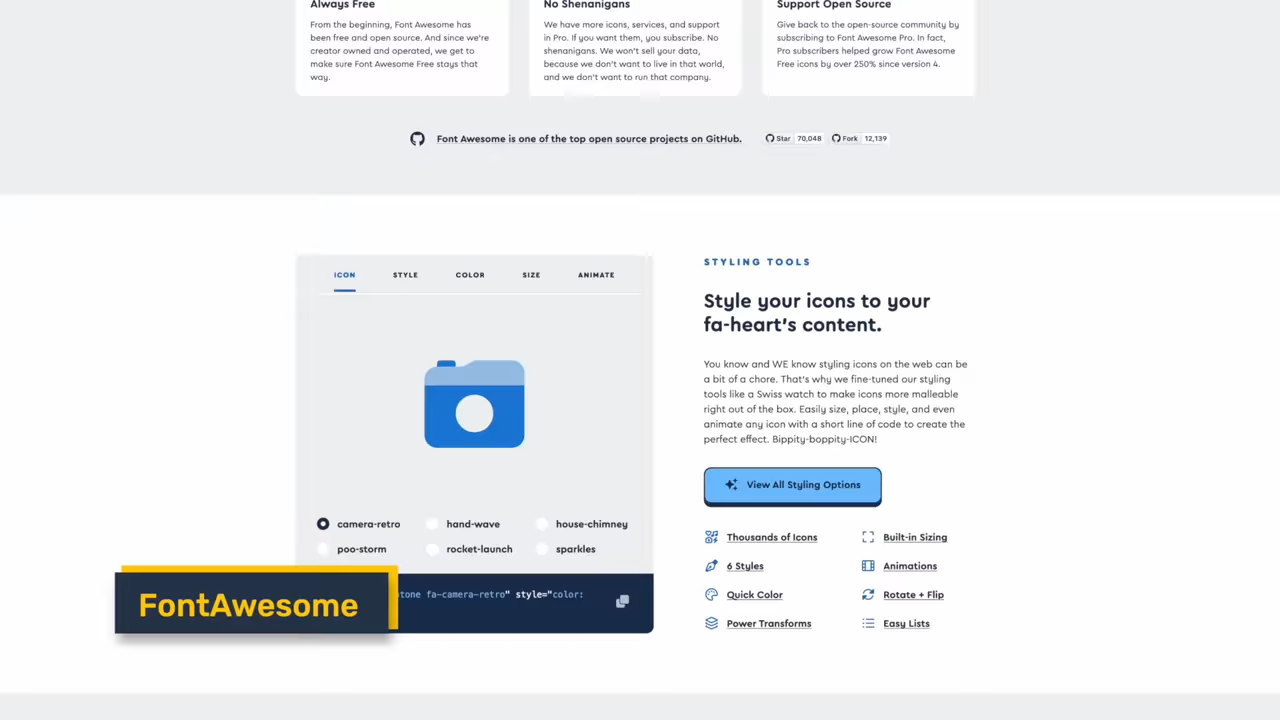 Always Free
From the beginning, Font Awesome has
been free and open source. And since we're
creator owned and operated, we get to
make sure Font Awesome Free stays that
way.
No Shenanigans
We have more icons, services, and support
in Pro. If you want them, you subscribe. No
shenanigans. We won't sell your data,
because we don't want to live in that world,
and we don't want to run that company.
Support Open Source
Give back to the open-source community by
subscribing to Font Awesome Pro. In fact,
Pro subscribers helped grow Font Awesome
Free icons by over 250% since version 4.
Font Awesome is one of the top open source projects on GitHub.
Star 70,048 Fork 12,139
ICON STYLE COLOR SIZE ANIMATE
camera-retro hand-wave house-chimney
poo-storm rocket-launch sparkles
fa-camera-retro" style="color:
FontAwesome
STYLING TOOLS
Style your icons to your
fa-heart's content.
You know and WE know styling icons on the web can be
a bit of a chore. That's why we fine-tuned our styling
tools like a Swiss watch to make icons more malleable
right out of the box. Easily size, place, style, and even
animate any icon with a short line of code to create the
perfect effect. Bippity-boppity-ICON!
View All Styling Options
Thousands of Icons Built-in Sizing
6 Styles Animations
Quick Color Rotate + Flip
Power Transforms Easy Lists